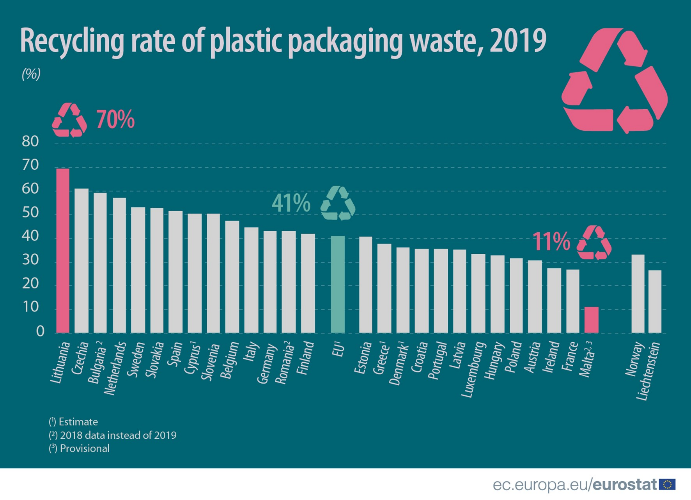 Recycling rate of plastic packaging waste, 2019
(%)
70%
41%
11%
80
70
60
50
40
30
20
10
0
Lithuania
Czechia
Bulgaria ²
Netherlands
Sweden
Slovakia
Spain
Cyprus¹
Slovenia
Belgium
Italy
Germany
Romania²
Finland
EU¹
Estonia
Greece¹
Denmark¹
Croatia
Portugal
Latvia
Luxembourg
Hungary
Poland
Austria
Ireland
France
Malta² ³
Norway
Liechtenstein
(¹) Estimate
(²) 2018 data instead of 2019
(³) Provisional
ec.europa.eu/eurostat